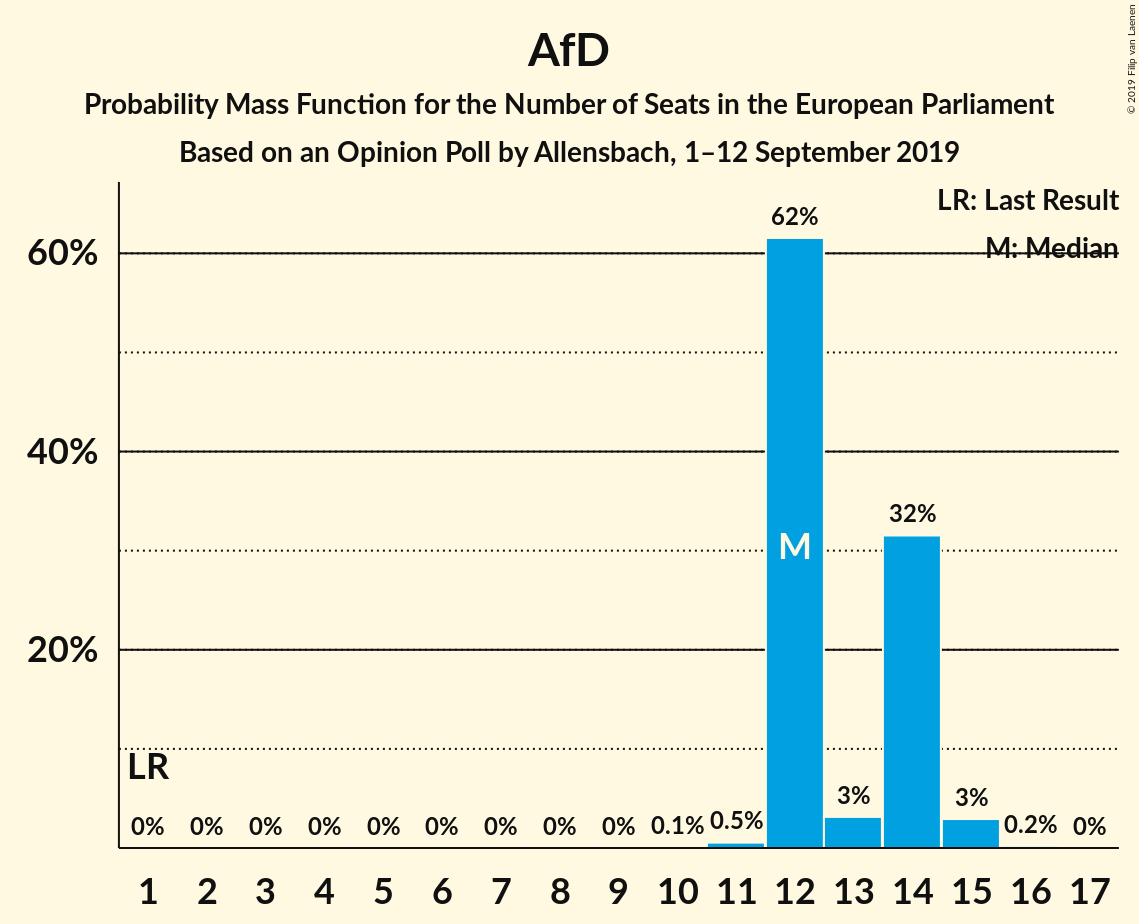 AfD
Probability Mass Function for the Number of Seats in the European Parliament
Based on an Opinion Poll by Allensbach, 1–12 September 2019
© 2019 Filip van Laenen
LR: Last Result
M: Median
60%
40%
20%
62%
M
32%
LR
0% 0% 0% 0% 0% 0% 0% 0% 0% 0.1% 0.5% 3% 3% 0.2% 0%
1 2 3 4 5 6 7 8 9 10 11 12 13 14 15 16 17